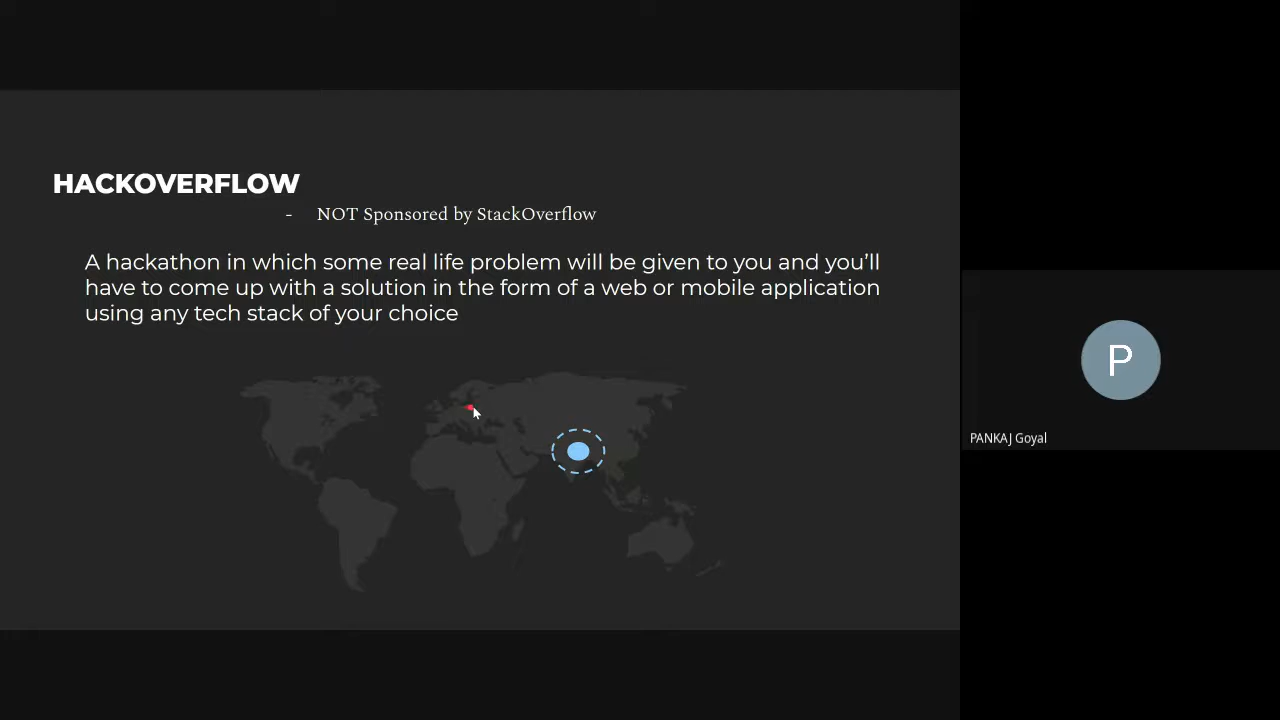 HACKOVERFLOW
- NOT Sponsored by StackOverflow
A hackathon in which some real life problem will be given to you and you'll
have to come up with a solution in the form of a web or mobile application
using any tech stack of your choice
P
PANKAJ Goyal